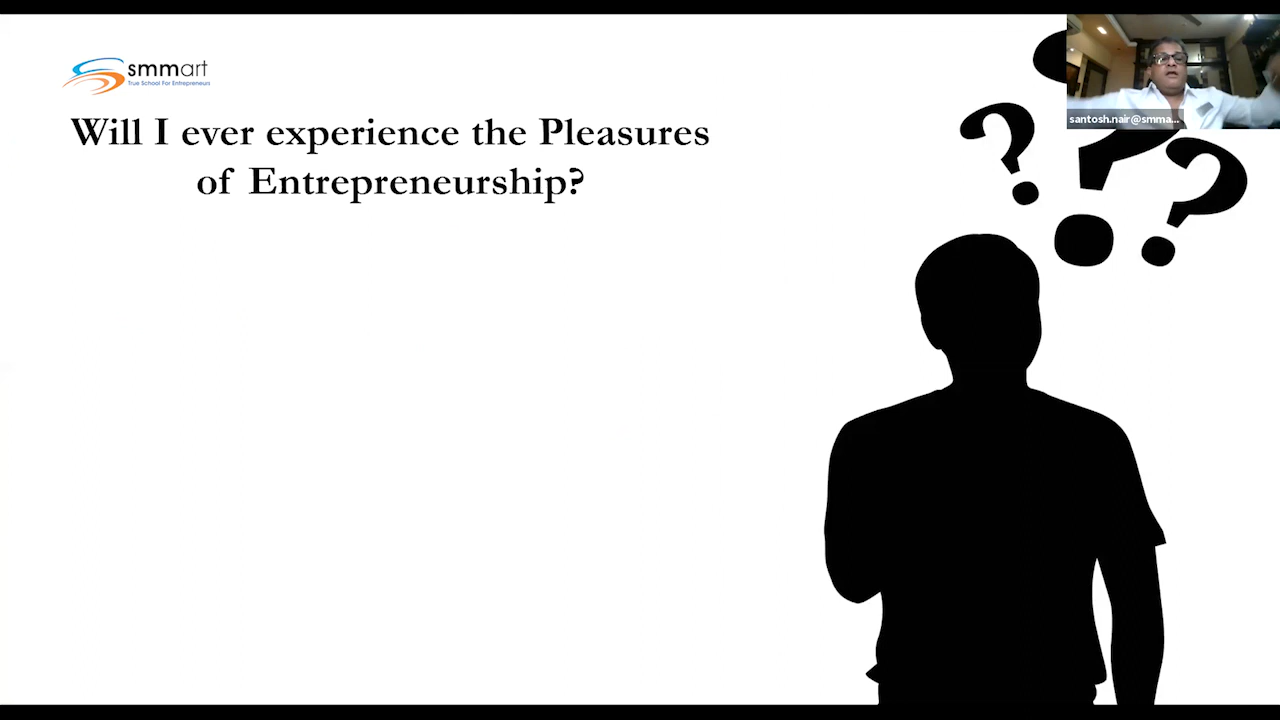 smmart
True School For Entrepreneurs
Will I ever experience the Pleasures
of Entrepreneurship?
santosh.nair@smma...